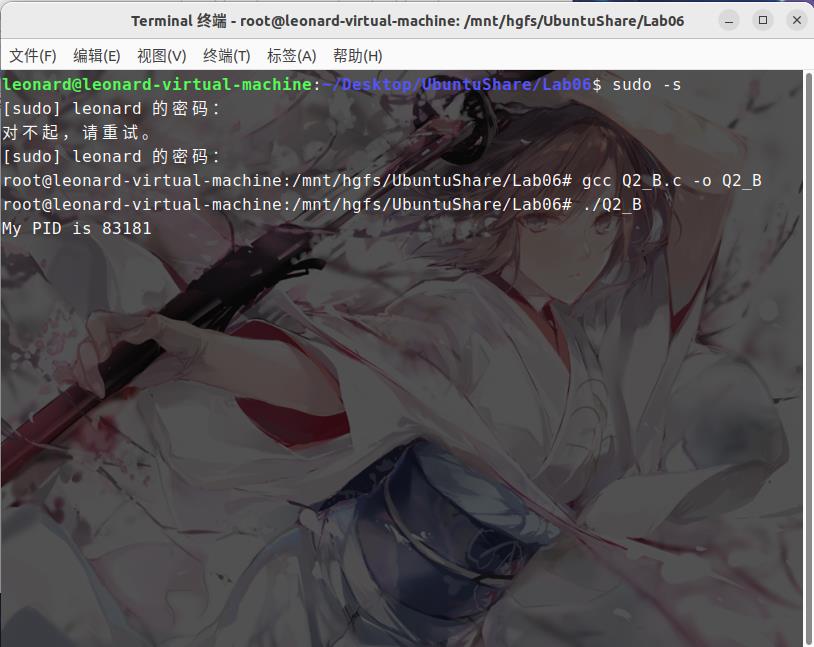 Terminal 终端 - root@leonard-virtual-machine: /mnt/hgfs/UbuntuShare/Lab06
文件(F) 编辑(E) 视图(V) 终端(T) 标签(A) 帮助(H)
leonard@leonard-virtual-machine:~/Desktop/UbuntuShare/Lab06$ sudo -s
[sudo] leonard 的密码：
对不起，请重试。
[sudo] leonard 的密码：
root@leonard-virtual-machine:/mnt/hgfs/UbuntuShare/Lab06# gcc Q2_B.c -o Q2_B
root@leonard-virtual-machine:/mnt/hgfs/UbuntuShare/Lab06# ./Q2_B
My PID is 83181